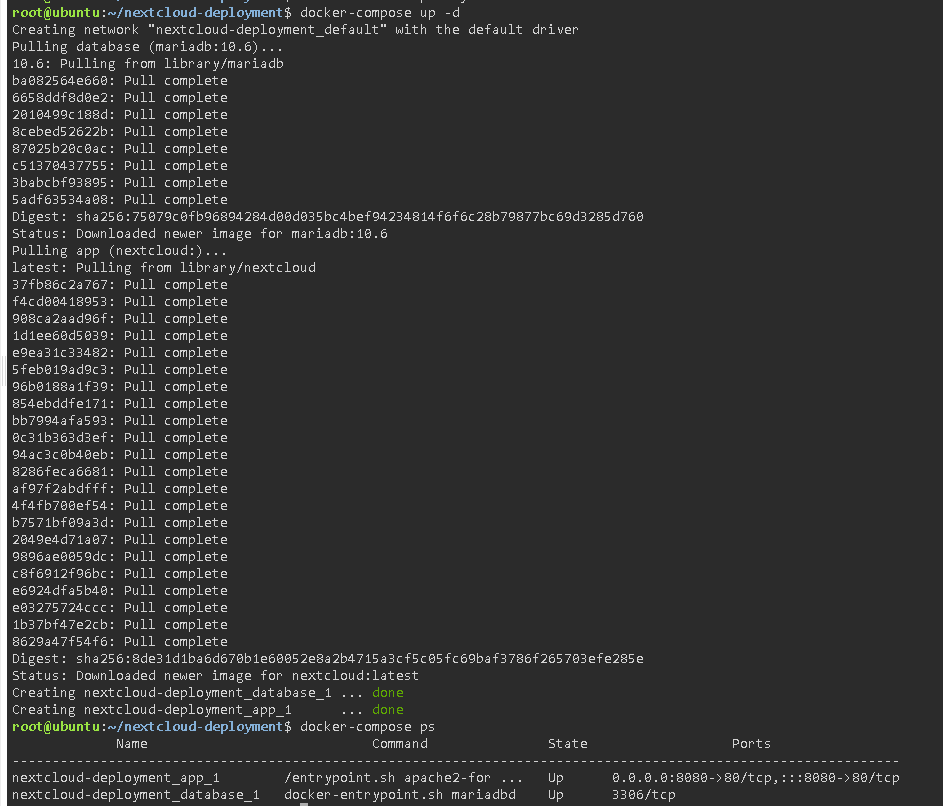 root@ubuntu:~/nextcloud-deployment$ docker-compose up -d
Creating network "nextcloud-deployment_default" with the default driver
Pulling database (mariadb:10.6)...
10.6: Pulling from library/mariadb
ba082564e660: Pull complete
6658ddf8d0e2: Pull complete
2010499c188d: Pull complete
8cebed52622b: Pull complete
87025b20c0ac: Pull complete
c51370437755: Pull complete
3babcbf93895: Pull complete
5adf63534a08: Pull complete
Digest: sha256:75079c0fb96894284d00d035bc4bef94234814f6f6c28b79877bc69d3285d760
Status: Downloaded newer image for mariadb:10.6
Pulling app (nextcloud:)...
latest: Pulling from library/nextcloud
37fb86c2a767: Pull complete
f4cd00418953: Pull complete
908ca2aad96f: Pull complete
1d1ee60d5039: Pull complete
e9ea31c33482: Pull complete
5feb019ad9c3: Pull complete
96b0188a1f39: Pull complete
854ebddfe171: Pull complete
bb7994afa593: Pull complete
0c31b363d3ef: Pull complete
94ac3c0b40eb: Pull complete
8286feca6681: Pull complete
af97f2abdfff: Pull complete
4f4fb700ef54: Pull complete
b7571bf09a3d: Pull complete
2049e4d71a07: Pull complete
9896ae0059dc: Pull complete
c8f6912f96bc: Pull complete
e6924dfa5b40: Pull complete
e03275724ccc: Pull complete
1b37bf47e2cb: Pull complete
8629a47f54f6: Pull complete
Digest: sha256:8de31d1ba6d670b1e60052e8a2b4715a3cf5c05fc69baf3786f265703efe285e
Status: Downloaded newer image for nextcloud:latest
Creating nextcloud-deployment_database_1 ... done
Creating nextcloud-deployment_app_1      ... done
root@ubuntu:~/nextcloud-deployment$ docker-compose ps
Name Command State Ports
---------------------------------------------------------------------------------------------------------------
nextcloud-deployment_app_1 /entrypoint.sh apache2-for ... Up 0.0.0.0:8080->80/tcp,:::8080->80/tcp
nextcloud-deployment_database_1 docker-entrypoint.sh mariadbd Up 3306/tcp